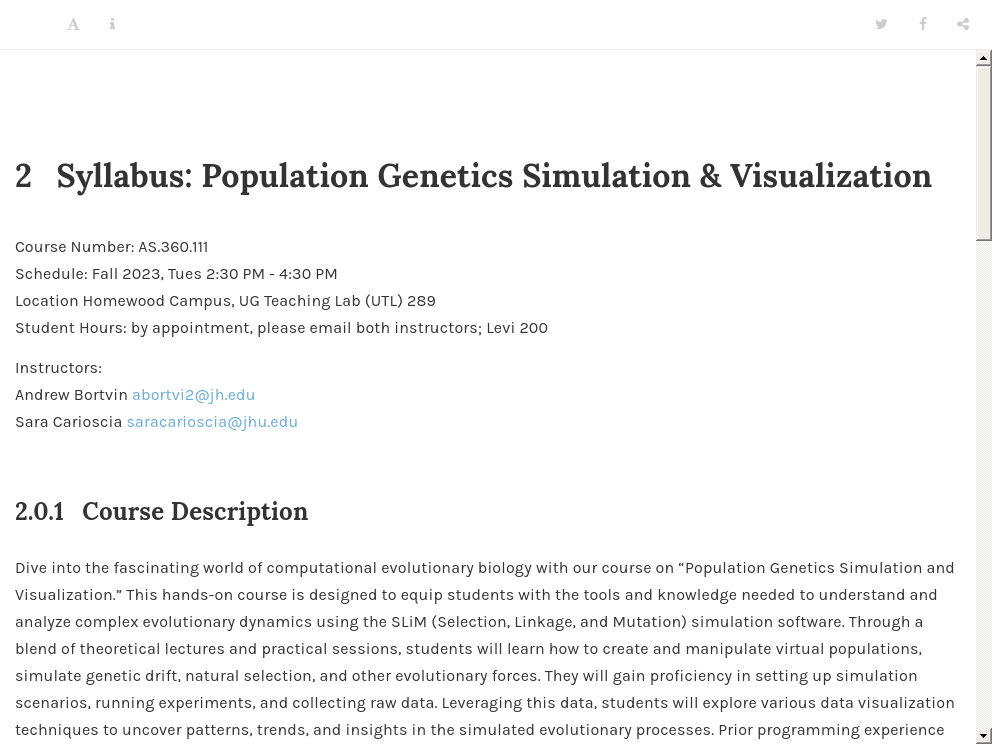 2 Syllabus: Population Genetics Simulation & Visualization
Course Number: AS.360.111
Schedule: Fall 2023, Tues 2:30 PM - 4:30 PM
Location Homewood Campus, UG Teaching Lab (UTL) 289
Student Hours: by appointment, please email both instructors; Levi 200
Instructors:
Andrew Bortvin abortvi2@jh.edu
Sara Carioscia saracarioscia@jhu.edu
2.0.1 Course Description
Dive into the fascinating world of computational evolutionary biology with our course on “Population Genetics Simulation and
Visualization.” This hands-on course is designed to equip students with the tools and knowledge needed to understand and
analyze complex evolutionary dynamics using the SLiM (Selection, Linkage, and Mutation) simulation software. Through a
blend of theoretical lectures and practical sessions, students will learn how to create and manipulate virtual populations,
simulate genetic drift, natural selection, and other evolutionary forces. They will gain proficiency in setting up simulation
scenarios, running experiments, and collecting raw data. Leveraging this data, students will explore various data visualization
techniques to uncover patterns, trends, and insights in the simulated evolutionary processes. Prior programming experience